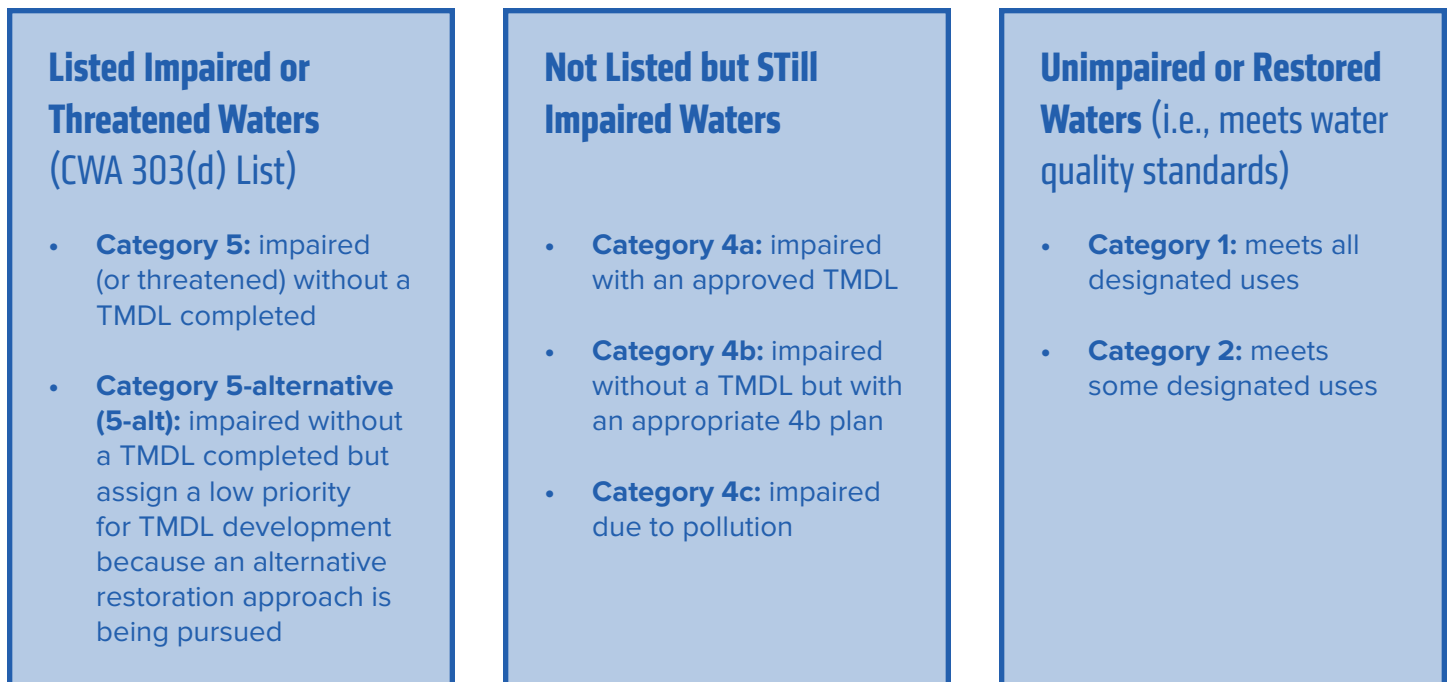 Listed Impaired or
Threatened Waters
(CWA 303(d) List)
• Category 5: impaired
(or threatened) without a
TMDL completed
• Category 5-alternative
(5-alt): impaired without
a TMDL completed but
assign a low priority
for TMDL development
because an alternative
restoration approach is
being pursued
Not Listed but STill
Impaired Waters
• Category 4a: impaired
with an approved TMDL
• Category 4b: impaired
without a TMDL but with
an appropriate 4b plan
• Category 4c: impaired
due to pollution
Unimpaired or Restored
Waters (i.e., meets water
quality standards)
• Category 1: meets all
designated uses
• Category 2: meets
some designated uses